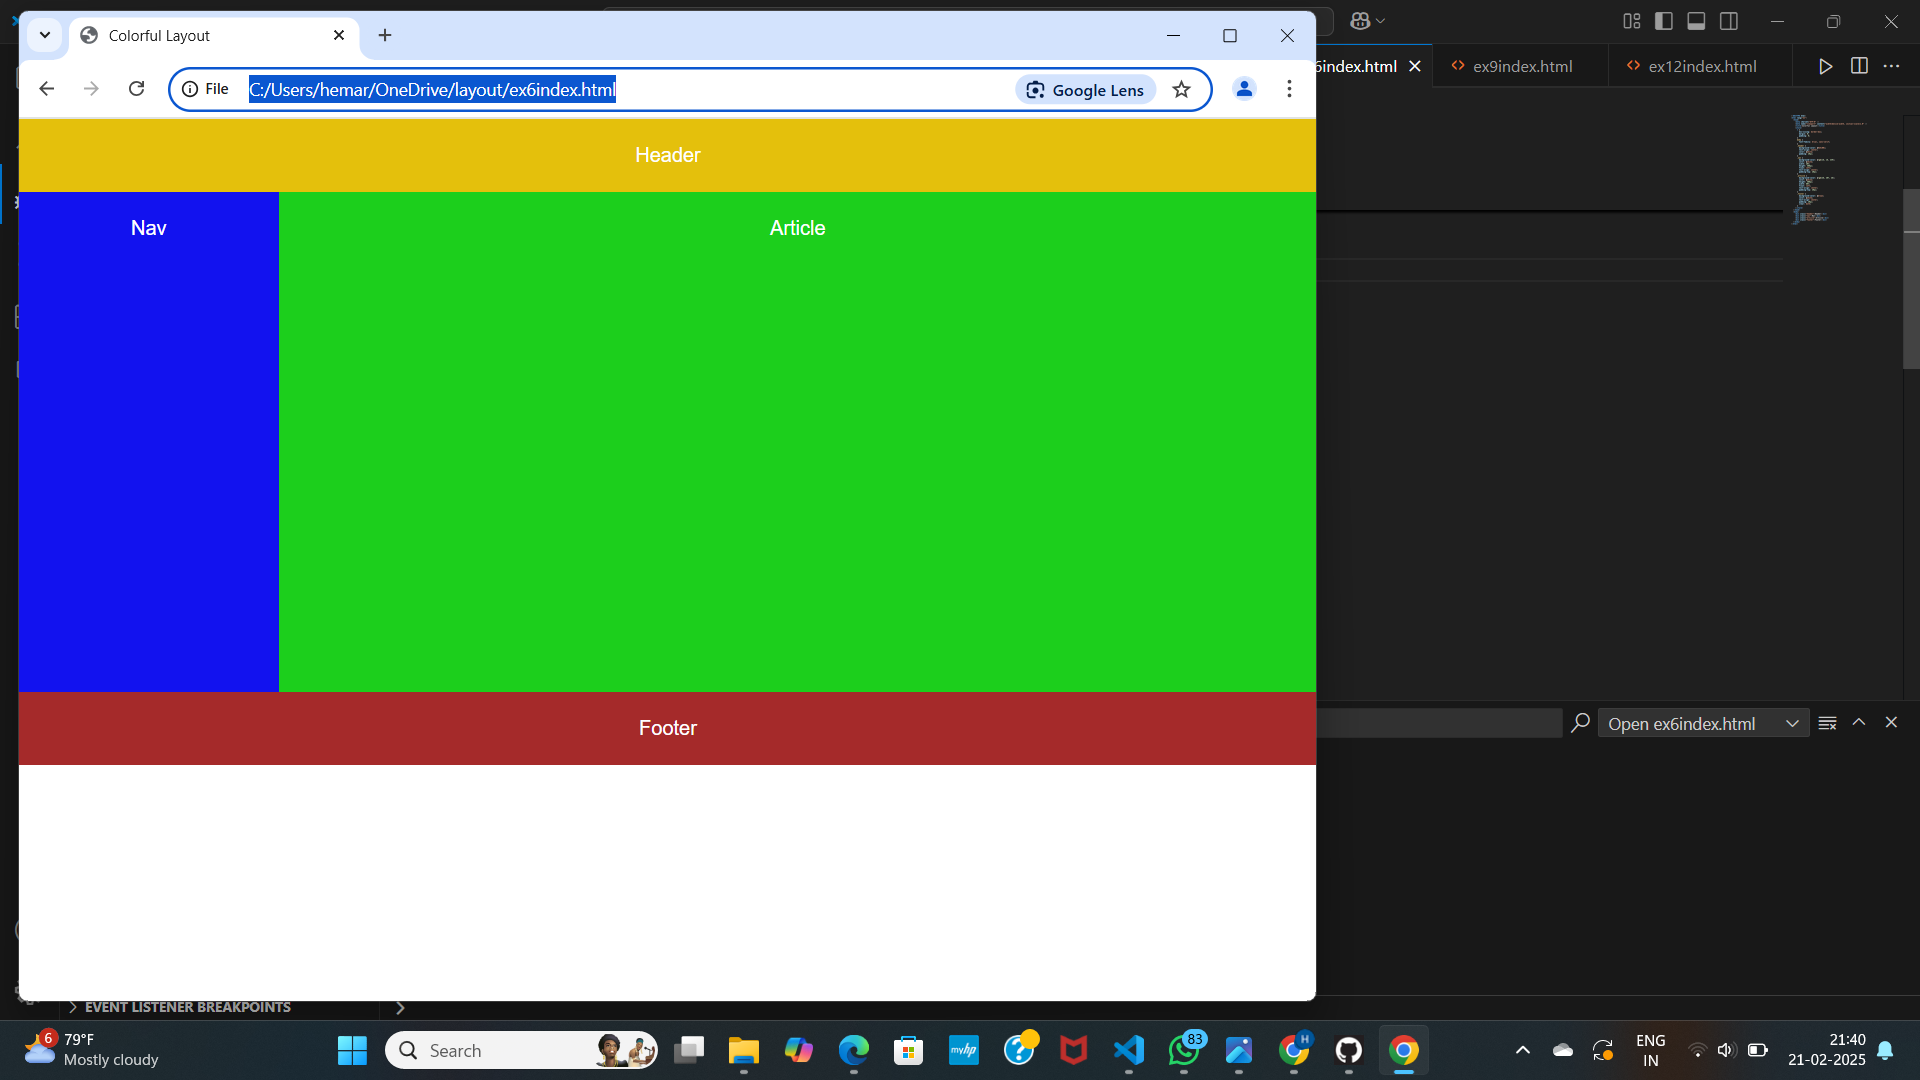 Colorful Layout
6index.html
ex9index.html
ex12index.html
File
C:/Users/hemar/OneDrive/layout/ex6index.html
Google Lens
Header
Nav
Article
Footer
Open ex6index.html
EVENT LISTENER BREAKPOINTS
6
79°F
Mostly cloudy
Search
myhp
83
H
ENG
IN
21:40
21-02-2025